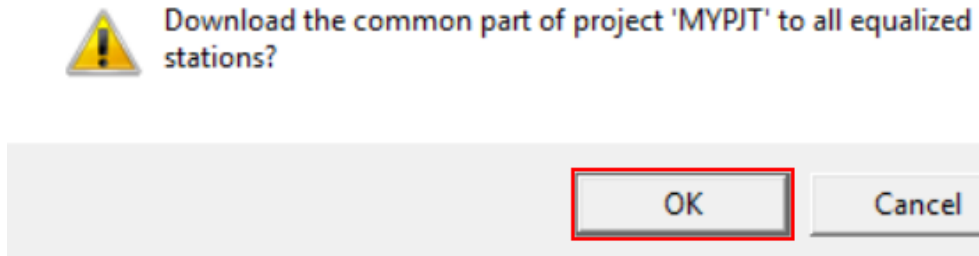 Download the common part of project 'MYPJT' to all equalized
stations?
OK
Cancel